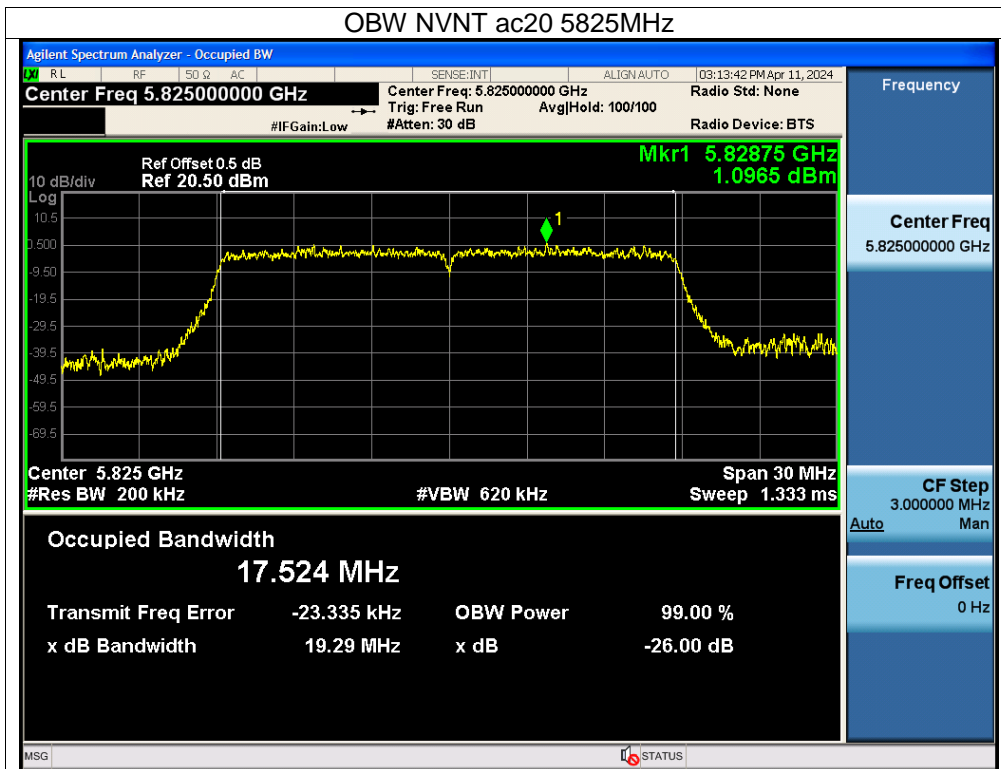 OBW NVNT ac20 5825MHz
Agilent Spectrum Analyzer - Occupied BW
LXI RL RF 50 Ω AC SENSE:INT ALIGN AUTO 03:13:42 PM Apr 11, 2024
Center Freq 5.825000000 GHz
Center Freq: 5.825000000 GHz Radio Std: None
Trig: Free Run Avg|Hold: 100/100
#IFGain:Low #Atten: 30 dB Radio Device: BTS
Frequency
Mkr1 5.82875 GHz
1.0965 dBm
Ref Offset 0.5 dB
10 dB/div Ref 20.50 dBm
Log
10.5
0.500
-9.50
-19.5
-29.5
-39.5
-49.5
-59.5
-69.5
1
Center 5.825 GHz Span 30 MHz
#Res BW 200 kHz #VBW 620 kHz Sweep 1.333 ms
Center Freq
5.825000000 GHz
CF Step
3.000000 MHz
Auto Man
Freq Offset
0 Hz
Occupied Bandwidth
17.524 MHz
Transmit Freq Error -23.335 kHz OBW Power 99.00 %
x dB Bandwidth 19.29 MHz x dB -26.00 dB
MSG STATUS